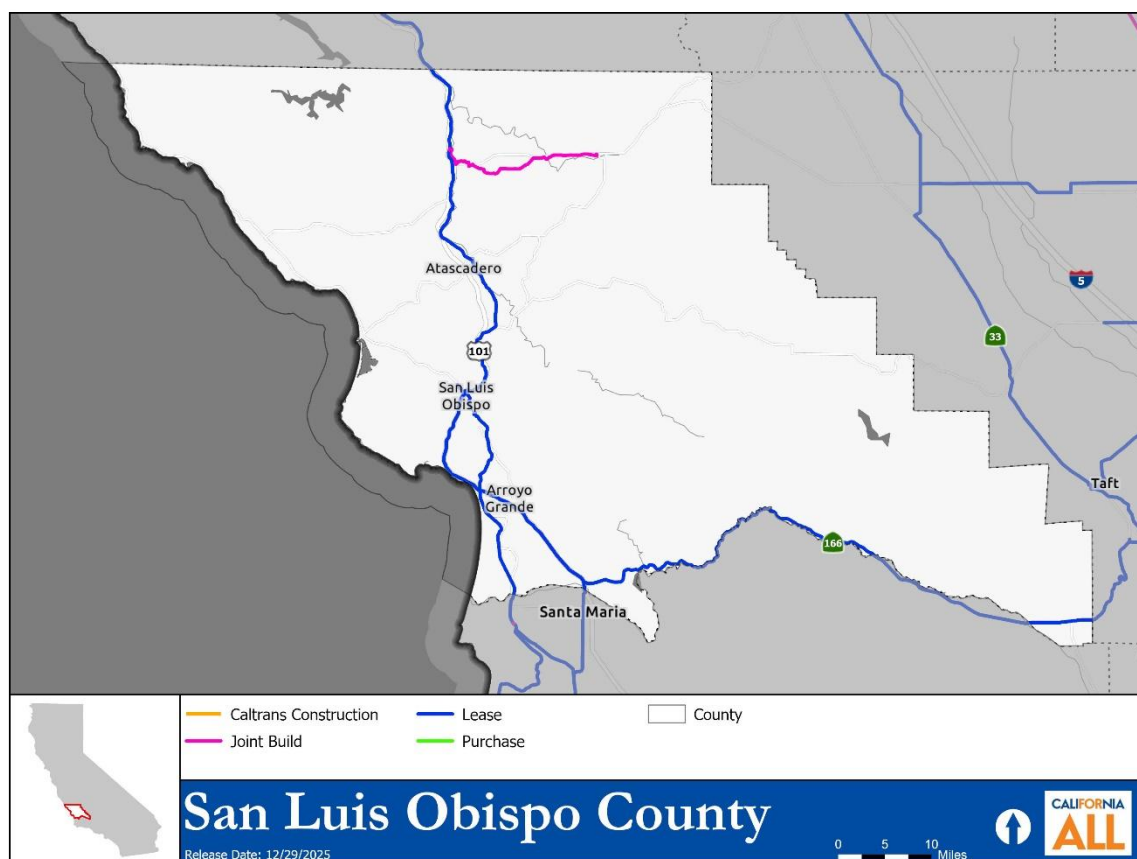 5
33
Atascadero
101
San Luis
Obispo
Taft
Arroyo
Grande
166
Santa Maria
Caltrans Construction
Lease
County
Joint Build
Purchase
San Luis Obispo County
Release Date: 12/29/2025
0 5 10
Miles
CALIFORNIA
ALL